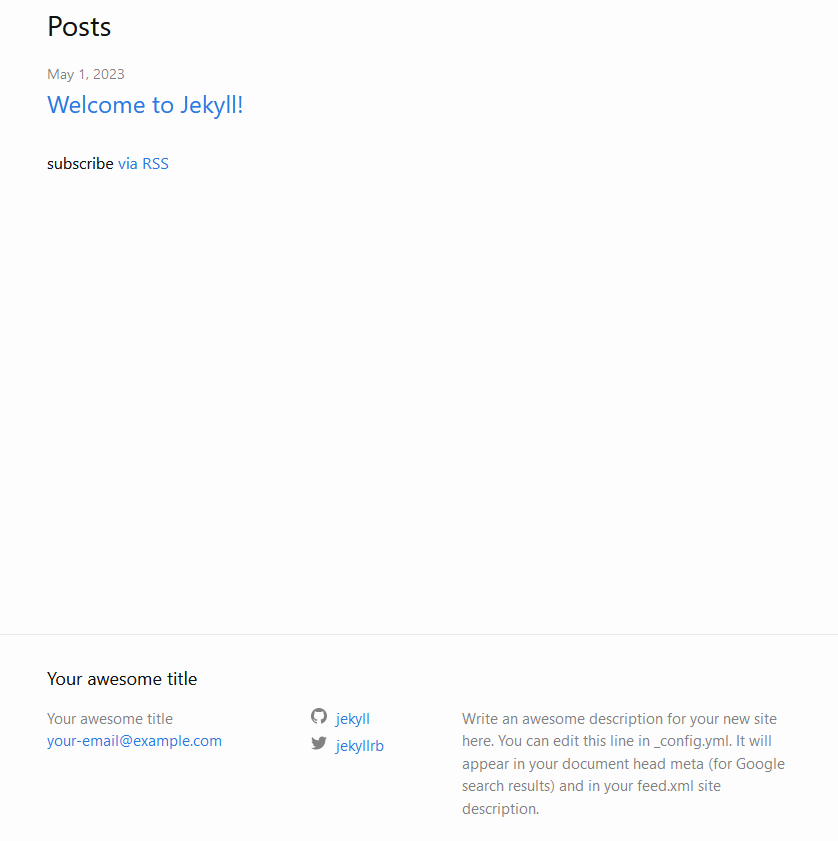 Posts
May 1, 2023
Welcome to Jekyll!
subscribe via RSS
Your awesome title
Your awesome title
your-email@example.com
jekyll
jekyllrb
Write an awesome description for your new site
here. You can edit this line in _config.yml. It will
appear in your document head meta (for Google
search results) and in your feed.xml site
description.